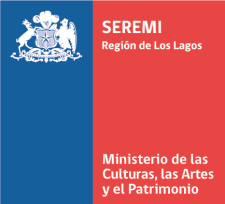 SEREMI
Región de Los Lagos
Ministerio de las
Culturas, las Artes
y el Patrimonio